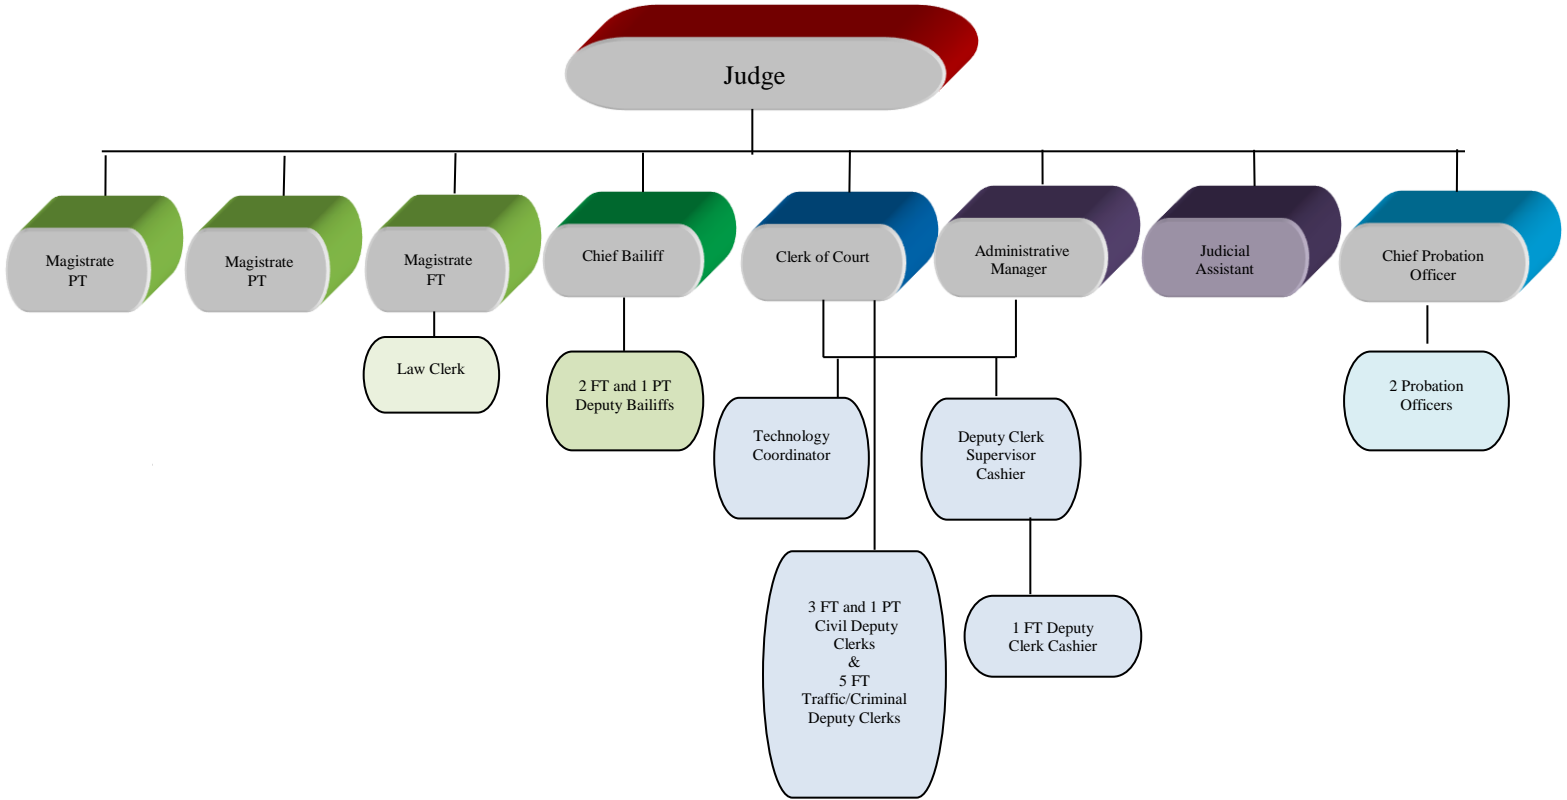 Judge
Magistrate
PT
Magistrate
PT
Magistrate
FT
Chief Bailiff
Clerk of Court
Administrative
Manager
Judicial
Assistant
Chief Probation
Officer
Law Clerk
2 FT and 1 PT
Deputy Bailiffs
Technology
Coordinator
Deputy Clerk
Supervisor
Cashier
2 Probation
Officers
3 FT and 1 PT
Civil Deputy
Clerks
&
5 FT
Traffic/Criminal
Deputy Clerks
1 FT Deputy
Clerk Cashier